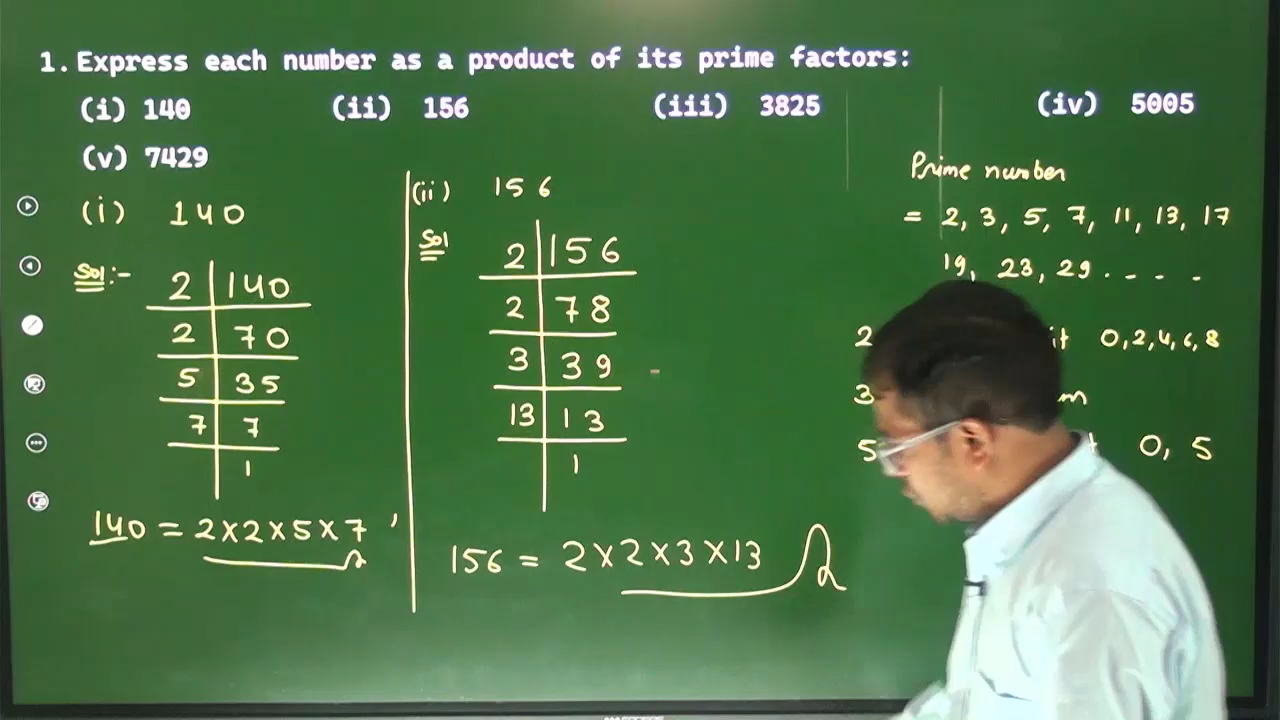 1. Express each number as a product of its prime factors:
(i) 140 (ii) 156 (iii) 3825 (iv) 5005
(v) 7429
(i) 140
Sol:-
2 | 140
2 | 70
5 | 35
7 | 7
1
140 = 2×2×5×7
(ii) 156
Sol
2 | 156
2 | 78
3 | 39
13 | 13
1
156 = 2×2×3×13
Prime number
= 2, 3, 5, 7, 11, 13, 17
19, 23, 29 . - - .
2 0,2,4,6,8
3
5 0, 5